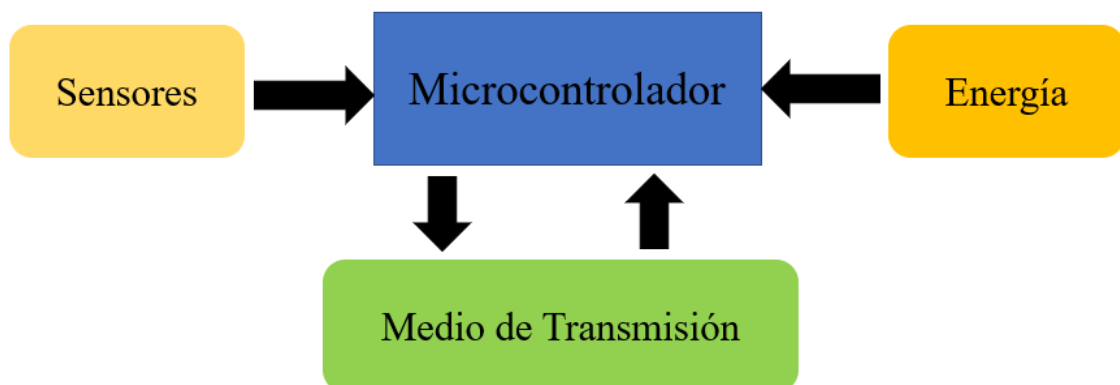 Sensores
Microcontrolador
Energía
Medio de Transmisión